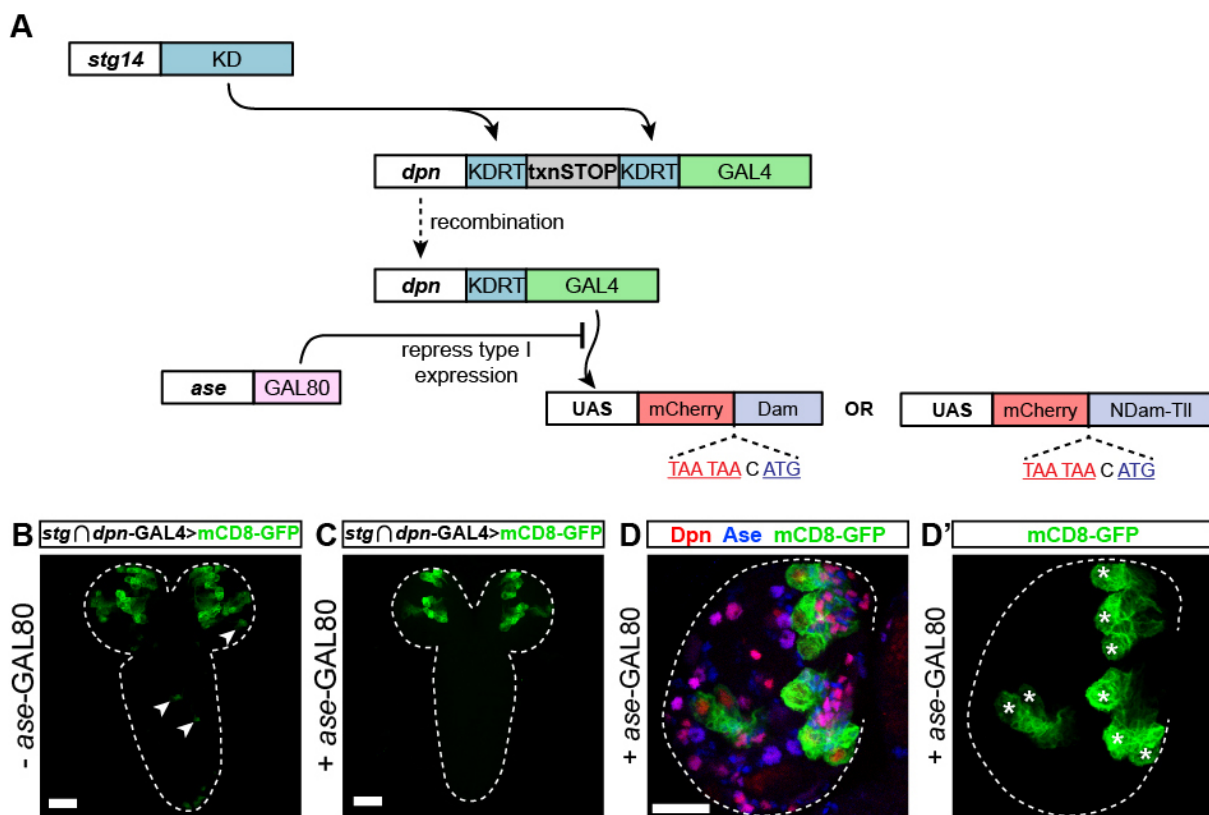 A
stg14 KD
dpn KDRT txnSTOP KDRT GAL4
recombination
dpn KDRT GAL4
repress type I
expression
ase GAL80
UAS mCherry Dam OR UAS mCherry NDam-TII
TAA TAA C ATG TAA TAA C ATG
B stg∩dpn-GAL4>mCD8-GFP
- ase-GAL80
C stg∩dpn-GAL4>mCD8-GFP
+ ase-GAL80
D Dpn Ase mCD8-GFP
+ ase-GAL80
D' mCD8-GFP
+ ase-GAL80
* * * * * * * *